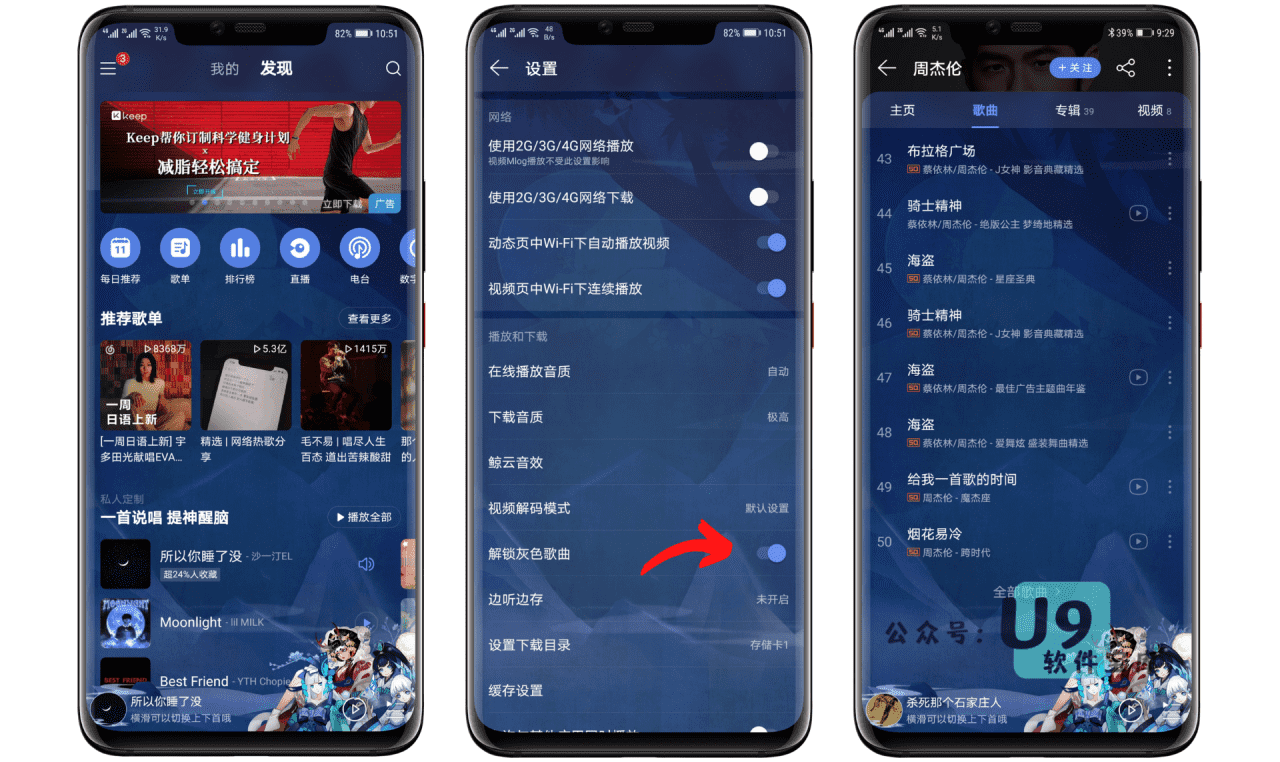 4G 2G 31.9 K/s 82% 10:51
3
我的 发现
keep
Keep帮你订制科学健身计划
x
减脂轻松搞定
立即下载 广告
11
每日推荐 歌单 排行榜 直播 电台 数字
推荐歌单 查看更多
8368万 5.3亿 1415万
一周
日语上新
[一周日语上新] 宇
多田光献唱EVA...
精选 | 网络热歌分
享
毛不易 | 唱尽人生
百态 道出苦辣酸甜
那个
的人
私人定制
一首说唱 提神醒脑 播放全部
所以你睡了没 - 沙一汀EL
超24%人收藏
MOONLIGHT
Moonlight - lil MILK
BEST FRIEND
Best Friend - YTH Chopie
所以你睡了没
横滑可以切换上下首哦
4G 2G 48 B/s 82% 10:51
设置
网络
使用2G/3G/4G网络播放
视频Mlog播放不受此设置影响
使用2G/3G/4G网络下载
动态页中Wi-Fi下自动播放视频
视频页中Wi-Fi下连续播放
播放和下载
在线播放音质 自动
下载音质 极高
鲸云音效
视频解码模式 默认设置
解锁灰色歌曲
边听边存 未开启
设置下载目录 存储卡1
缓存设置
允许与其他应用同时播放
4G 2G 5.1 K/s 39% 9:29
周杰伦 + 关注
主页 歌曲 专辑 39 视频 8
43 布拉格广场
SQ 蔡依林/周杰伦 - J女神 影音典藏精选
44 骑士精神
蔡依林/周杰伦 - 绝版公主 梦绮地精选
45 海盗
SQ 蔡依林/周杰伦 - 星座圣典
46 骑士精神
SQ 蔡依林/周杰伦 - J女神 影音典藏精选
47 海盗
SQ 蔡依林/周杰伦 - 最佳广告主题曲年鉴
48 海盗
SQ 蔡依林/周杰伦 - 爱舞炫 盛装舞曲精选
49 给我一首歌的时间
SQ 周杰伦 - 魔杰座
50 烟花易冷
SQ 周杰伦 - 跨时代
全部歌曲
公众号: U9
软件
杀死那个石家庄人
横滑可以切换上下首哦